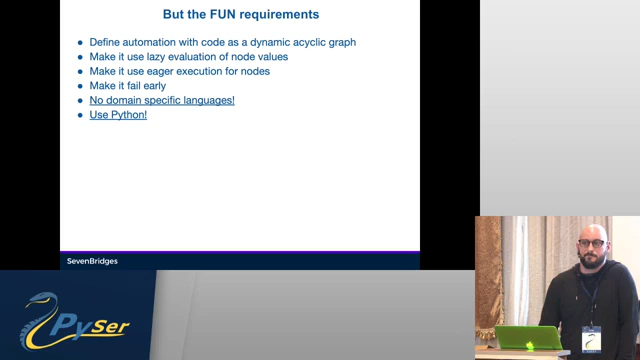 But the FUN requirements
● Define automation with code as a dynamic acyclic graph
● Make it use lazy evaluation of node values
● Make it use eager execution for nodes
● Make it fail early
● No domain specific languages!
● Use Python!
SevenBridges
PySer